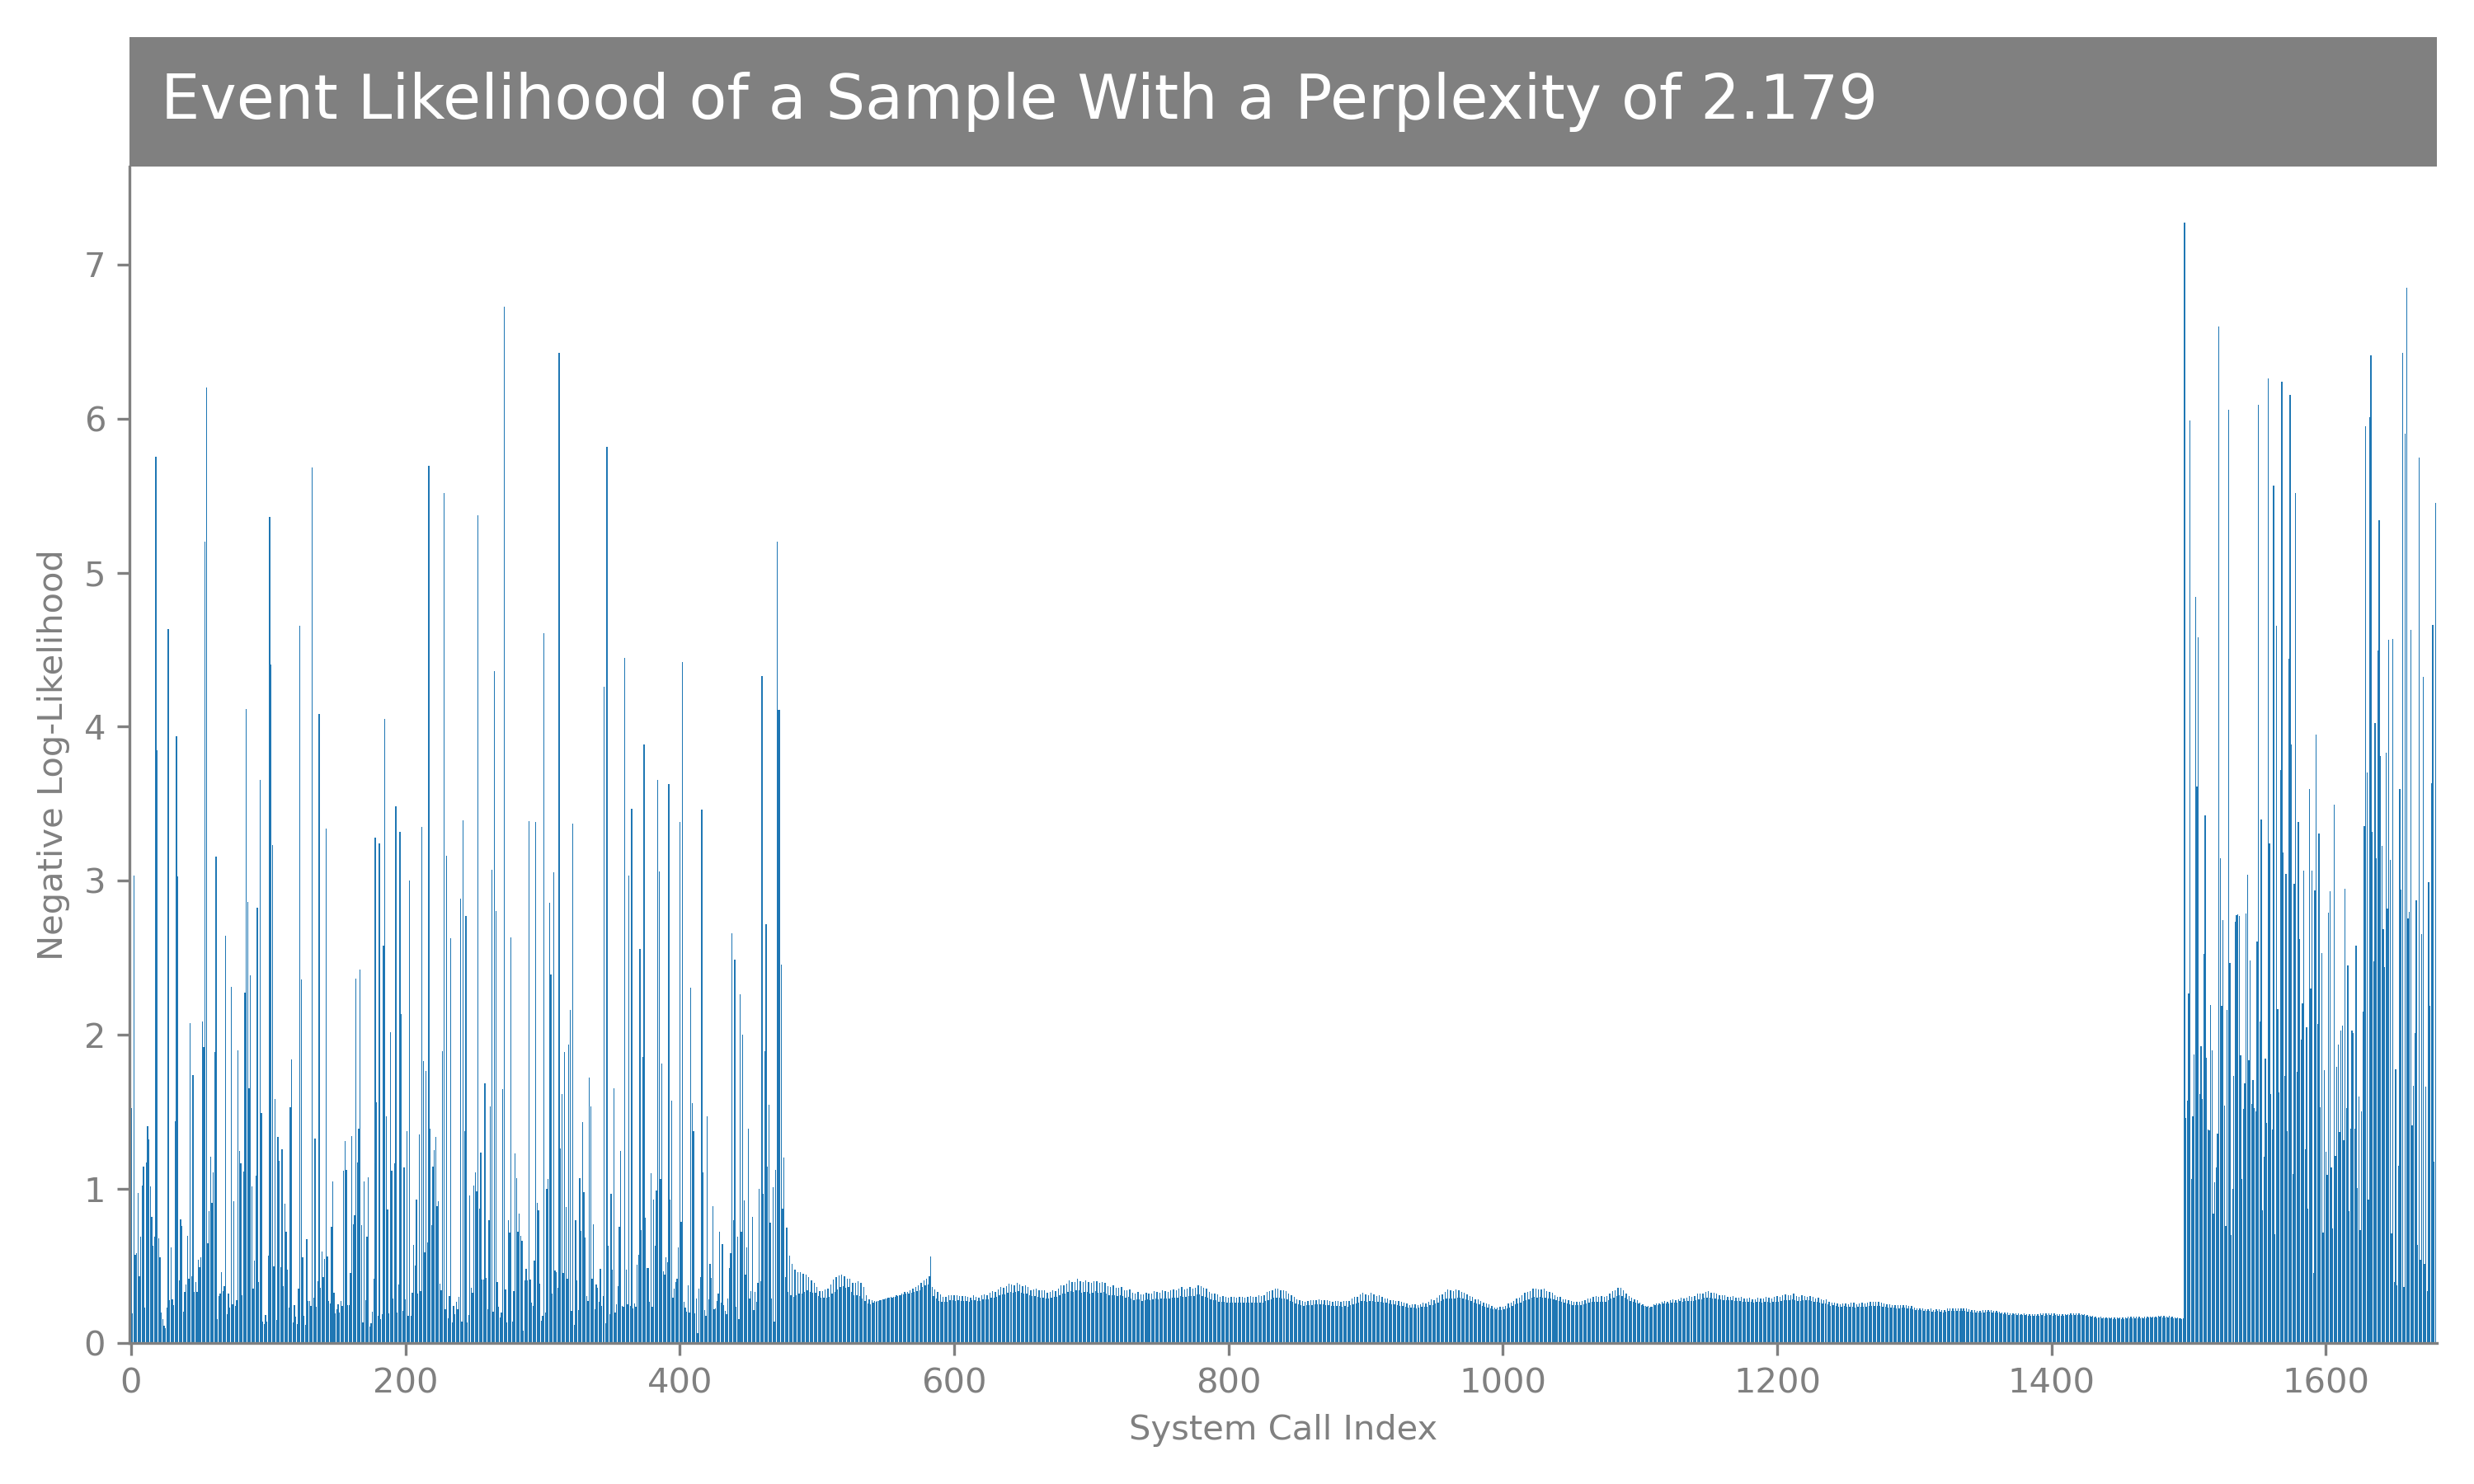 Event Likelihood of a Sample With a Perplexity of 2.179
7
6
5
4
3
2
1
0
Negative Log-Likelihood
0 200 400 600 800 1000 1200 1400 1600
System Call Index